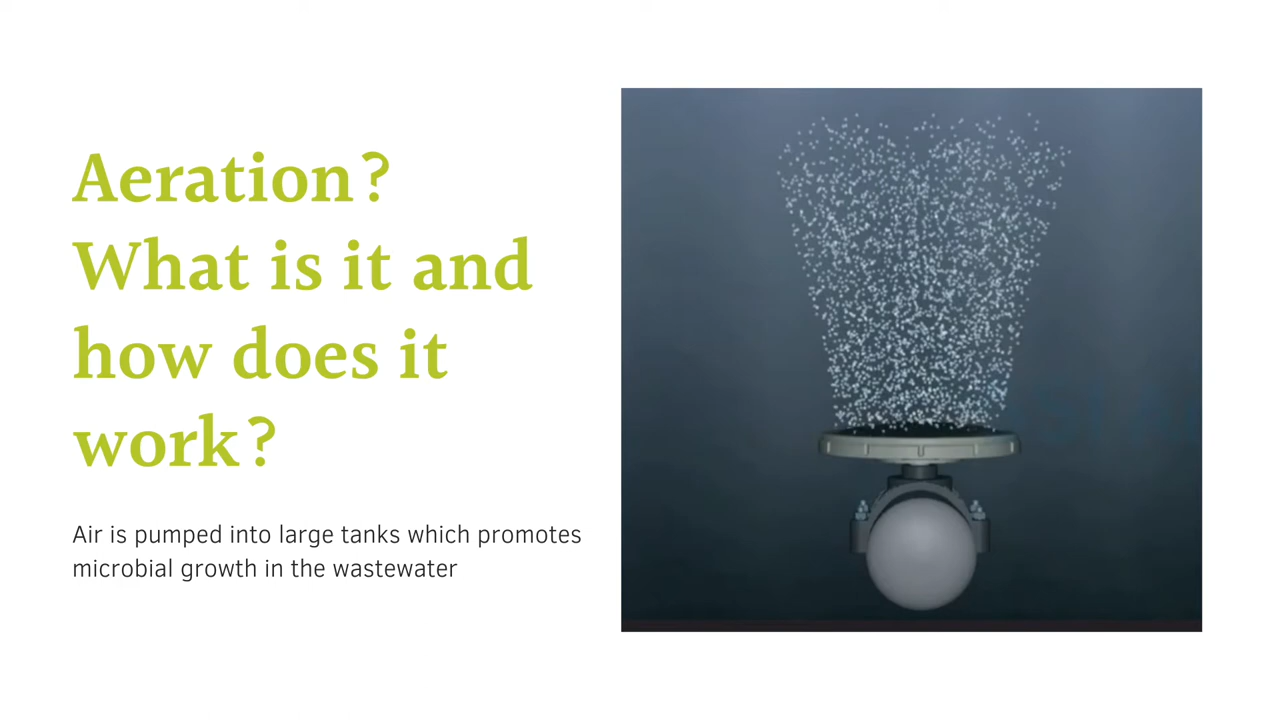 Aeration?
What is it and
how does it
work?
Air is pumped into large tanks which promotes
microbial growth in the wastewater